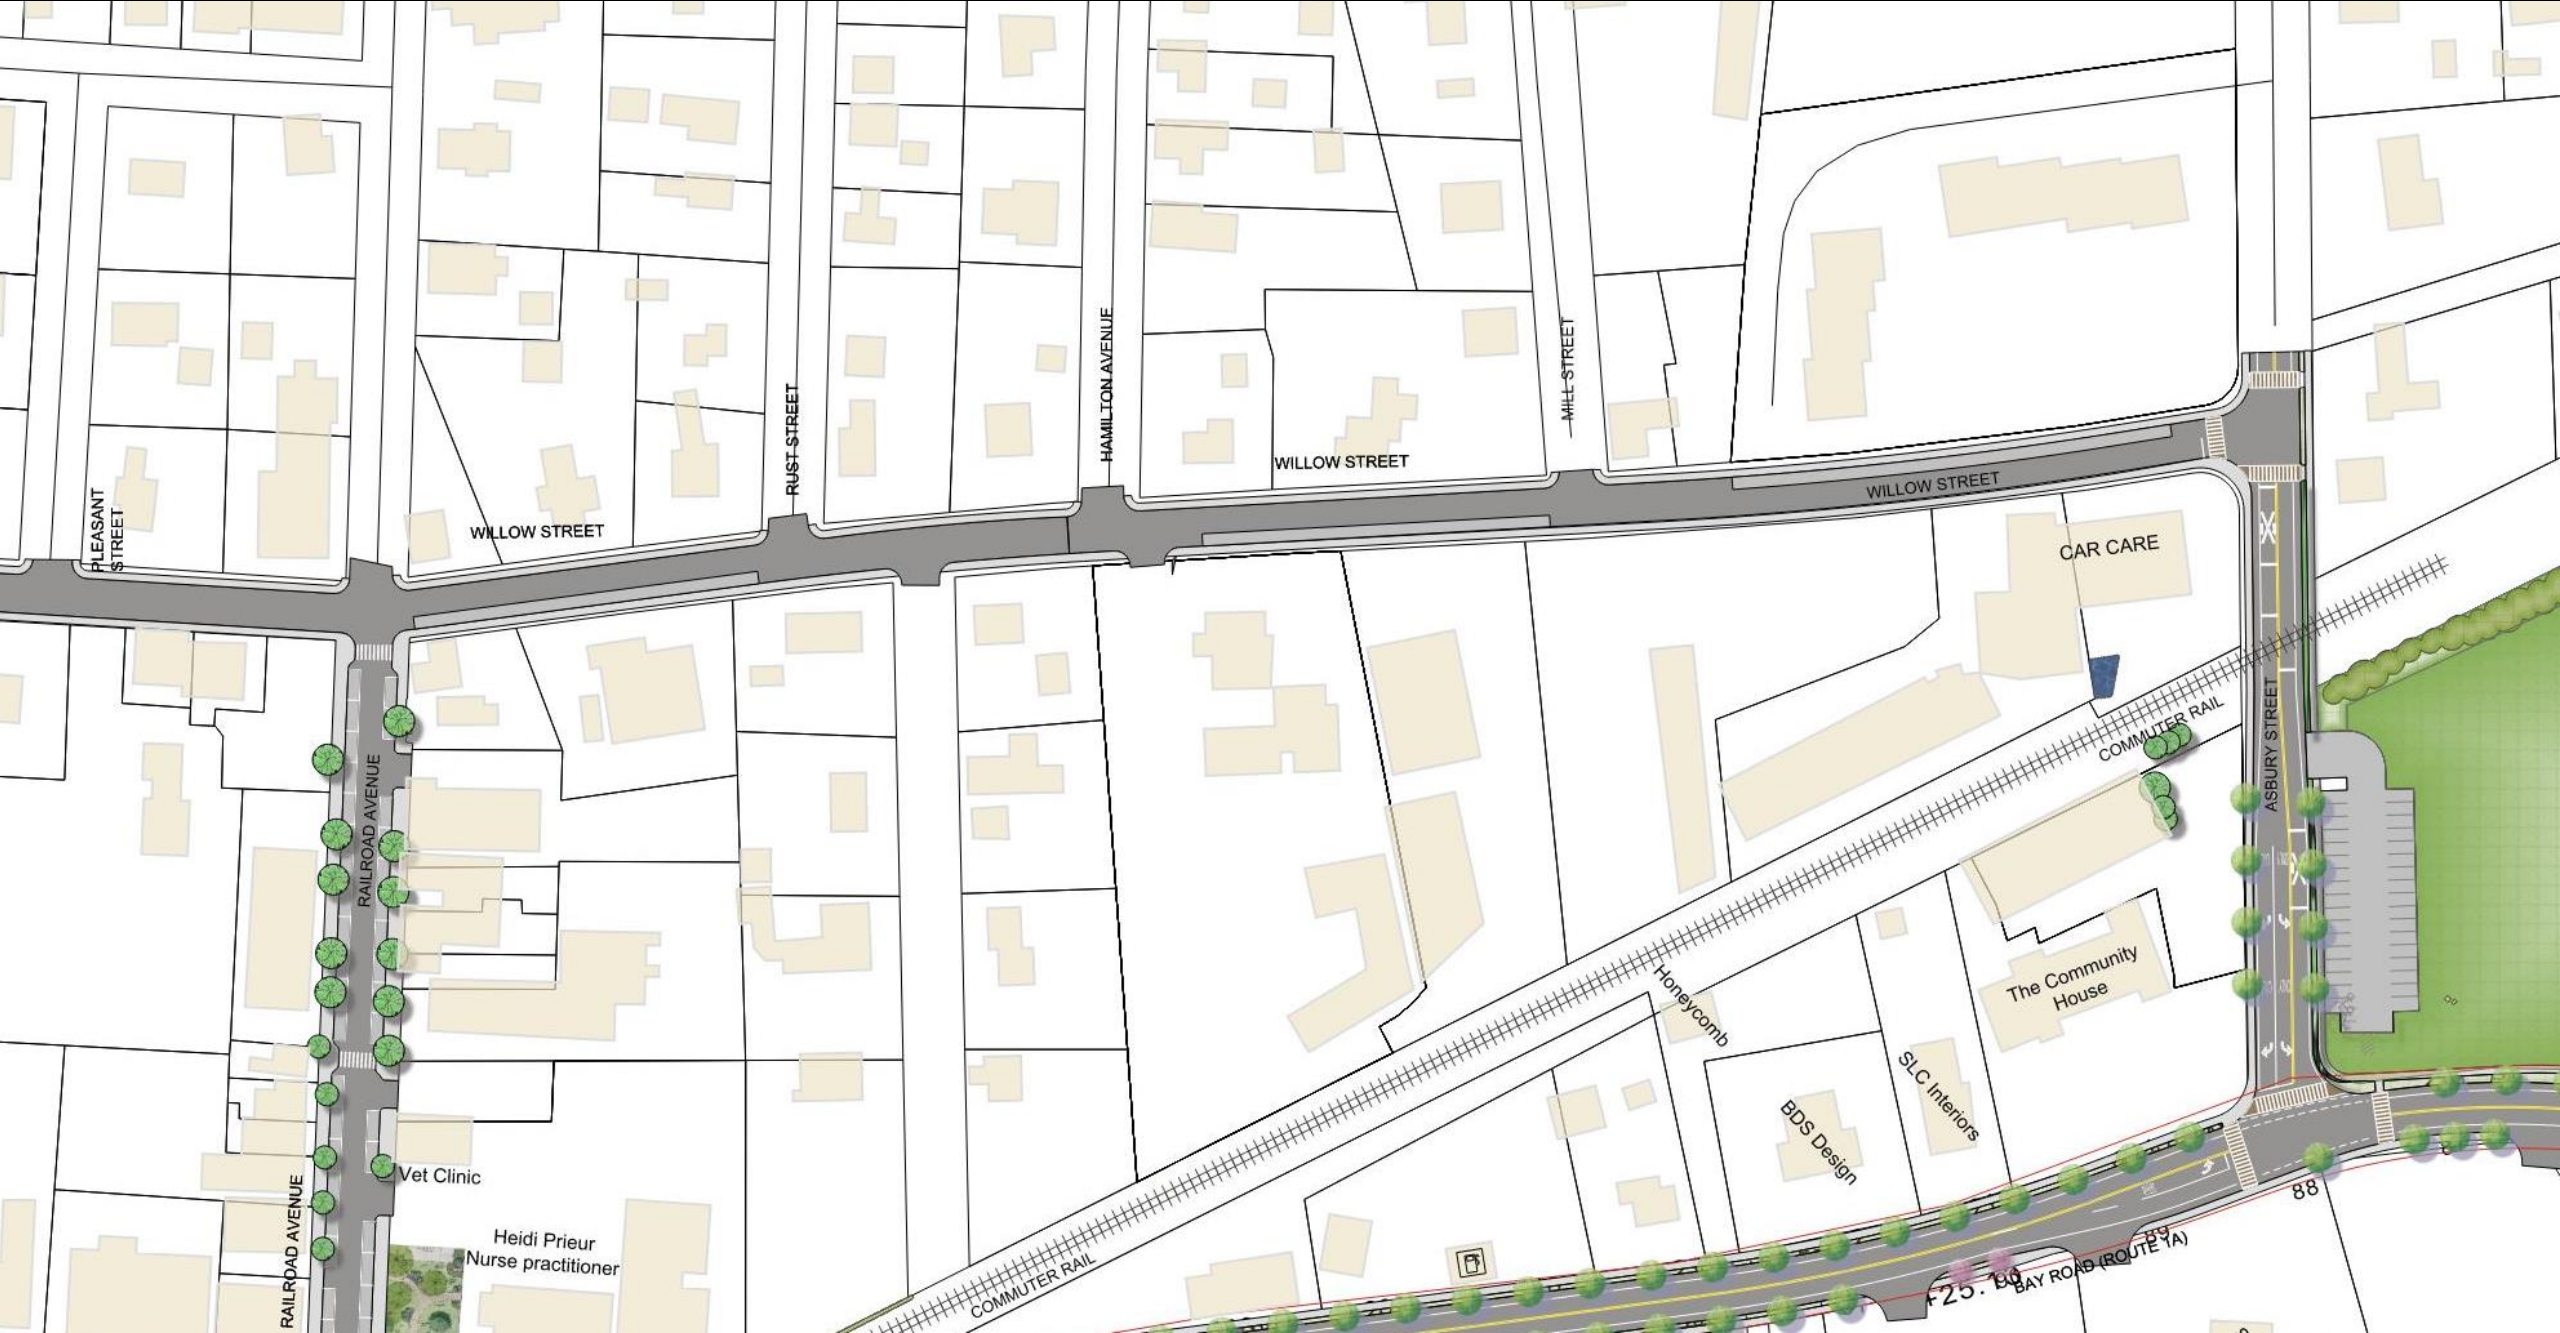 HAMILTON AVENUE
MILL STREET
RUST STREET
WILLOW STREET
WILLOW STREET
PLEASANT
STREET
WILLOW STREET
CAR CARE
COMMUTER RAIL
ASBURY STREET
RAILROAD AVENUE
The Community
House
Honeycomb
SLC Interiors
BDS Design
Vet Clinic
RAILROAD AVENUE
88
Heidi Prieur
Nurse practitioner
COMMUTER RAIL
89
BAY ROAD (ROUTE 1A)